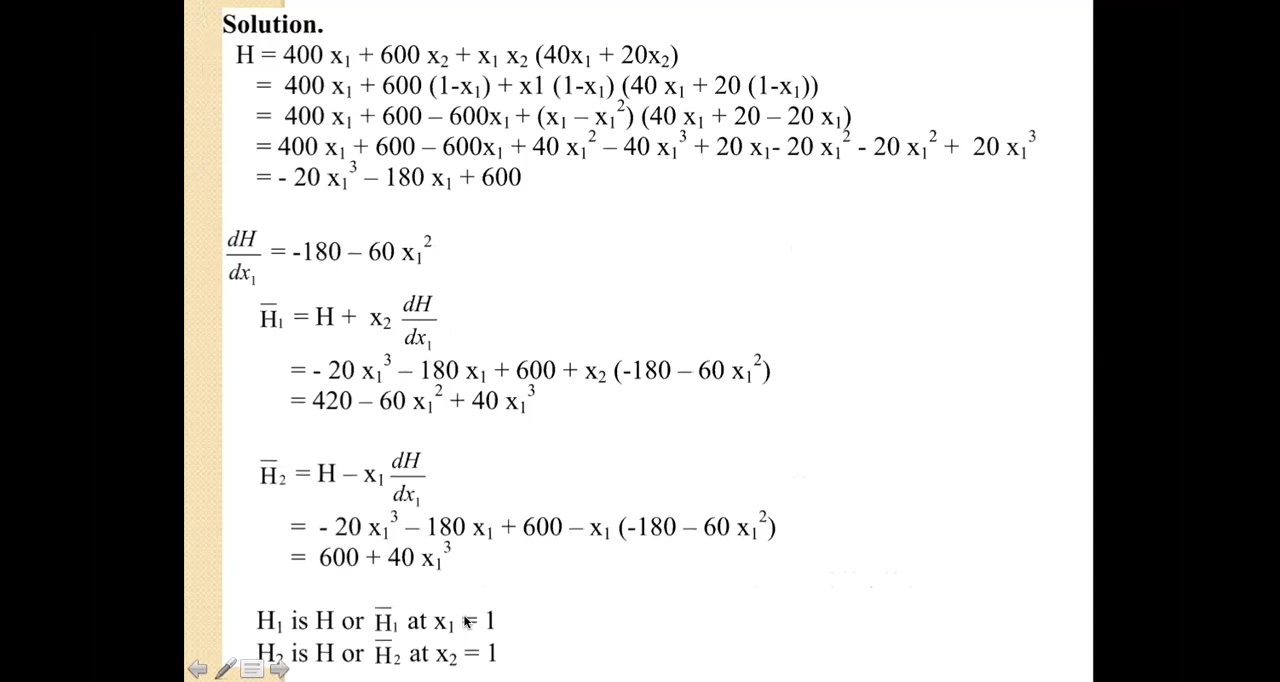 Solution.
H = 400 x₁ + 600 x₂ + x₁ x₂ (40x₁ + 20x₂)
= 400 x₁ + 600 (1-x₁) + x1 (1-x₁) (40 x₁ + 20 (1-x₁))
= 400 x₁ + 600 – 600x₁ + (x₁ – x₁²) (40 x₁ + 20 – 20 x₁)
= 400 x₁ + 600 – 600x₁ + 40 x₁² – 40 x₁³ + 20 x₁- 20 x₁² - 20 x₁² + 20 x₁³
= - 20 x₁³ – 180 x₁ + 600
dH/dx₁ = -180 – 60 x₁²
H̅₁ = H + x₂ dH/dx₁
= - 20 x₁³ – 180 x₁ + 600 + x₂ (-180 – 60 x₁²)
= 420 – 60 x₁² + 40 x₁³
H̅₂ = H – x₁ dH/dx₁
= - 20 x₁³ – 180 x₁ + 600 – x₁ (-180 – 60 x₁²)
= 600 + 40 x₁³
H₁ is H or H̅₁ at x₁ = 1
H₂ is H or H̅₂ at x₂ = 1